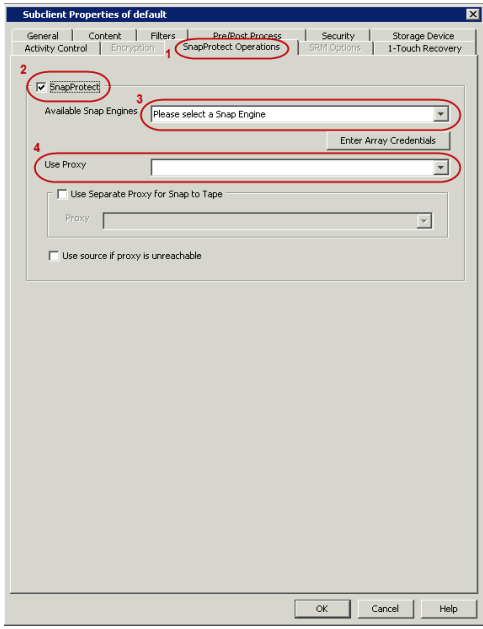 Subclient Properties of default
General Content Filters Pre/Post Process Security Storage Device
Activity Control Encryption 1 SnapProtect Operations SRM Options 1-Touch Recovery
2
SnapProtect
3
Available Snap Engines Please select a Snap Engine
Enter Array Credentials
4
Use Proxy
Use Separate Proxy for Snap to Tape
Proxy
Use source if proxy is unreachable
OK Cancel Help